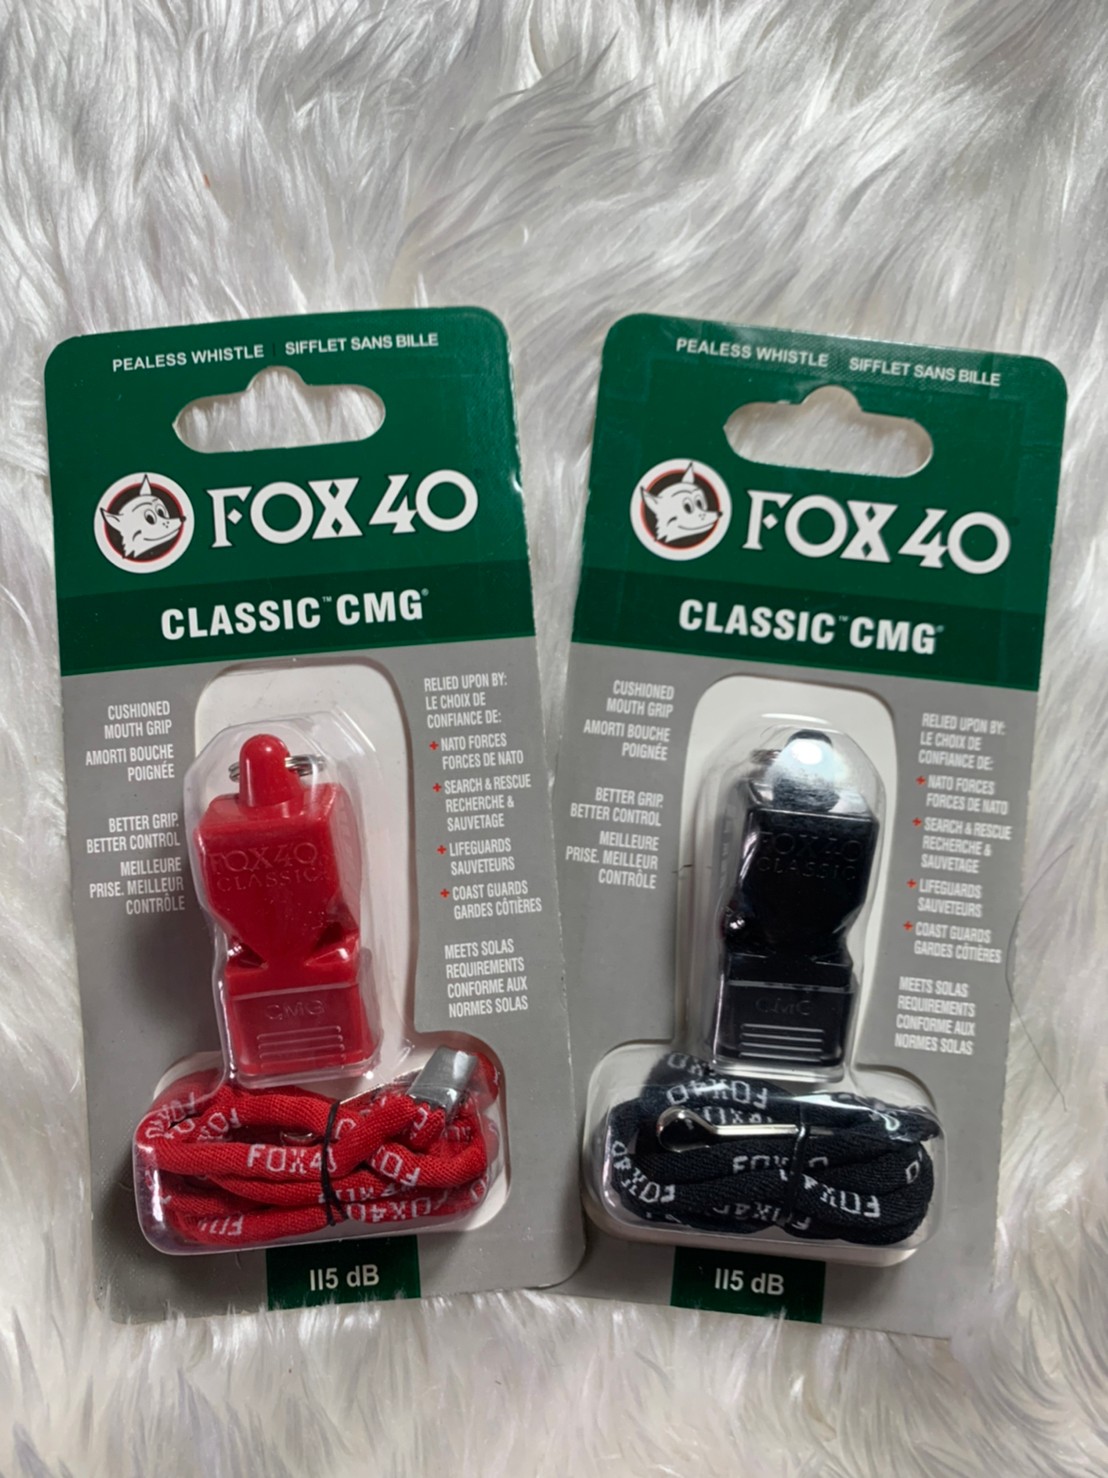 PEALESS WHISTLE | SIFFLET SANS BILLE
FOX 40
CLASSIC™ CMG®
CUSHIONED
MOUTH GRIP
AMORTI BOUCHE
POIGNÉE
BETTER GRIP.
BETTER CONTROL
MEILLEURE
PRISE. MEILLEUR
CONTRÔLE
RELIED UPON BY:
LE CHOIX DE
CONFIANCE DE:
+ NATO FORCES
FORCES DE NATO
+ SEARCH & RESCUE
RECHERCHE &
SAUVETAGE
+ LIFEGUARDS
SAUVETEURS
+ COAST GUARDS
GARDES CÔTIÈRES
MEETS SOLAS
REQUIREMENTS
CONFORME AUX
NORMES SOLAS
FOX40
CLASSIC
CMG
FOX40
FOX40
115 dB
PEALESS WHISTLE | SIFFLET SANS BILLE
FOX 40
CLASSIC™ CMG®
CUSHIONED
MOUTH GRIP
AMORTI BOUCHE
POIGNÉE
BETTER GRIP.
BETTER CONTROL
MEILLEURE
PRISE. MEILLEUR
CONTRÔLE
RELIED UPON BY:
LE CHOIX DE
CONFIANCE DE:
+ NATO FORCES
FORCES DE NATO
+ SEARCH & RESCUE
RECHERCHE &
SAUVETAGE
+ LIFEGUARDS
SAUVETEURS
+ COAST GUARDS
GARDES CÔTIÈRES
MEETS SOLAS
REQUIREMENTS
CONFORME AUX
NORMES SOLAS
FOX 40
CLASSIC
CMG
FOX40
115 dB